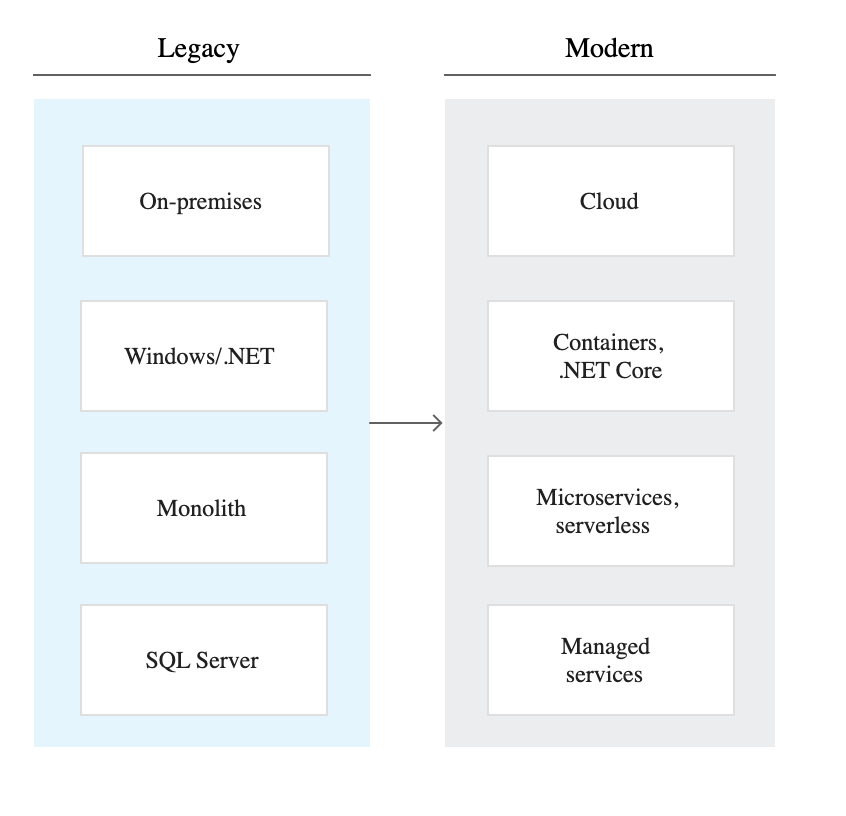 Legacy
Modern
On-premises
Cloud
Windows/.NET
Containers,
.NET Core
Monolith
Microservices,
serverless
SQL Server
Managed
services